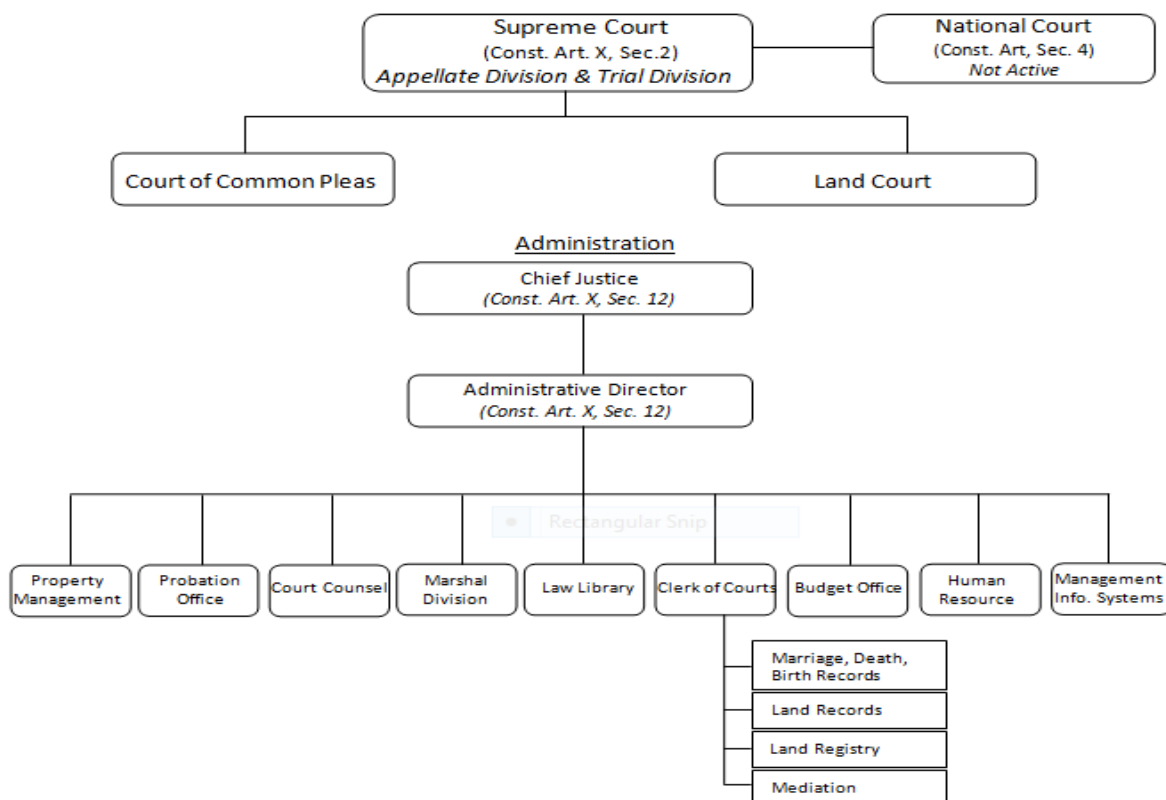 Supreme Court
(Const. Art. X, Sec.2)
Appellate Division & Trial Division
National Court
(Const. Art, Sec. 4)
Not Active
Court of Common Pleas
Land Court
Administration
Chief Justice
(Const. Art. X, Sec. 12)
Administrative Director
(Const. Art. X, Sec. 12)
Rectangular Snip
Property
Management
Probation
Office
Court Counsel
Marshal
Division
Law Library
Clerk of Courts
Budget Office
Human
Resource
Management
Info. Systems
Marriage, Death,
Birth Records
Land Records
Land Registry
Mediation